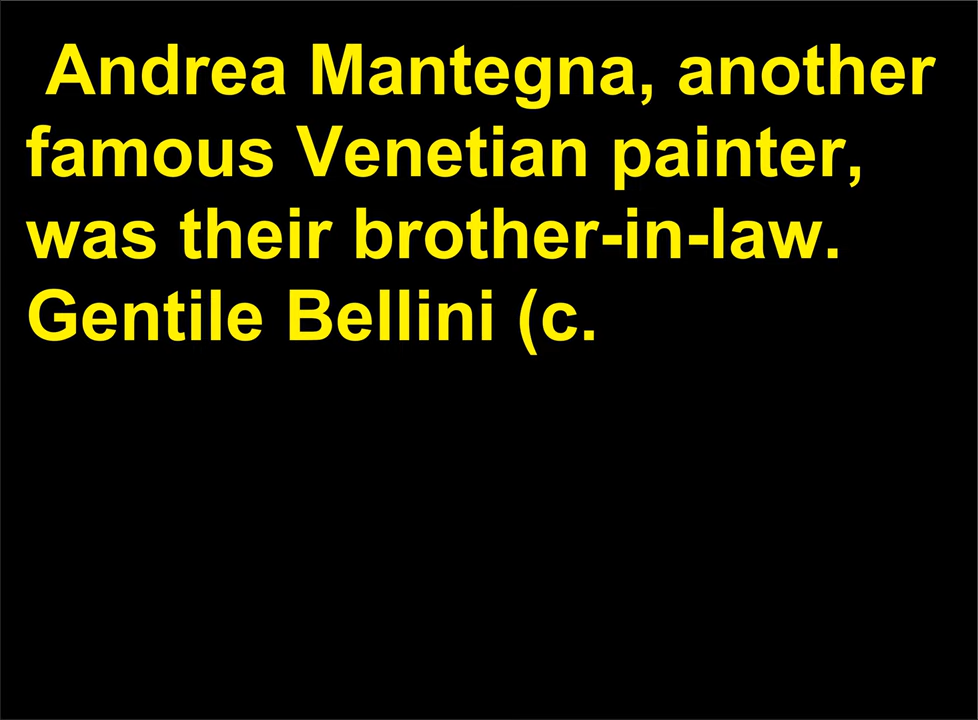 Andrea Mantegna, another
famous Venetian painter,
was their brother-in-law.
Gentile Bellini (c.